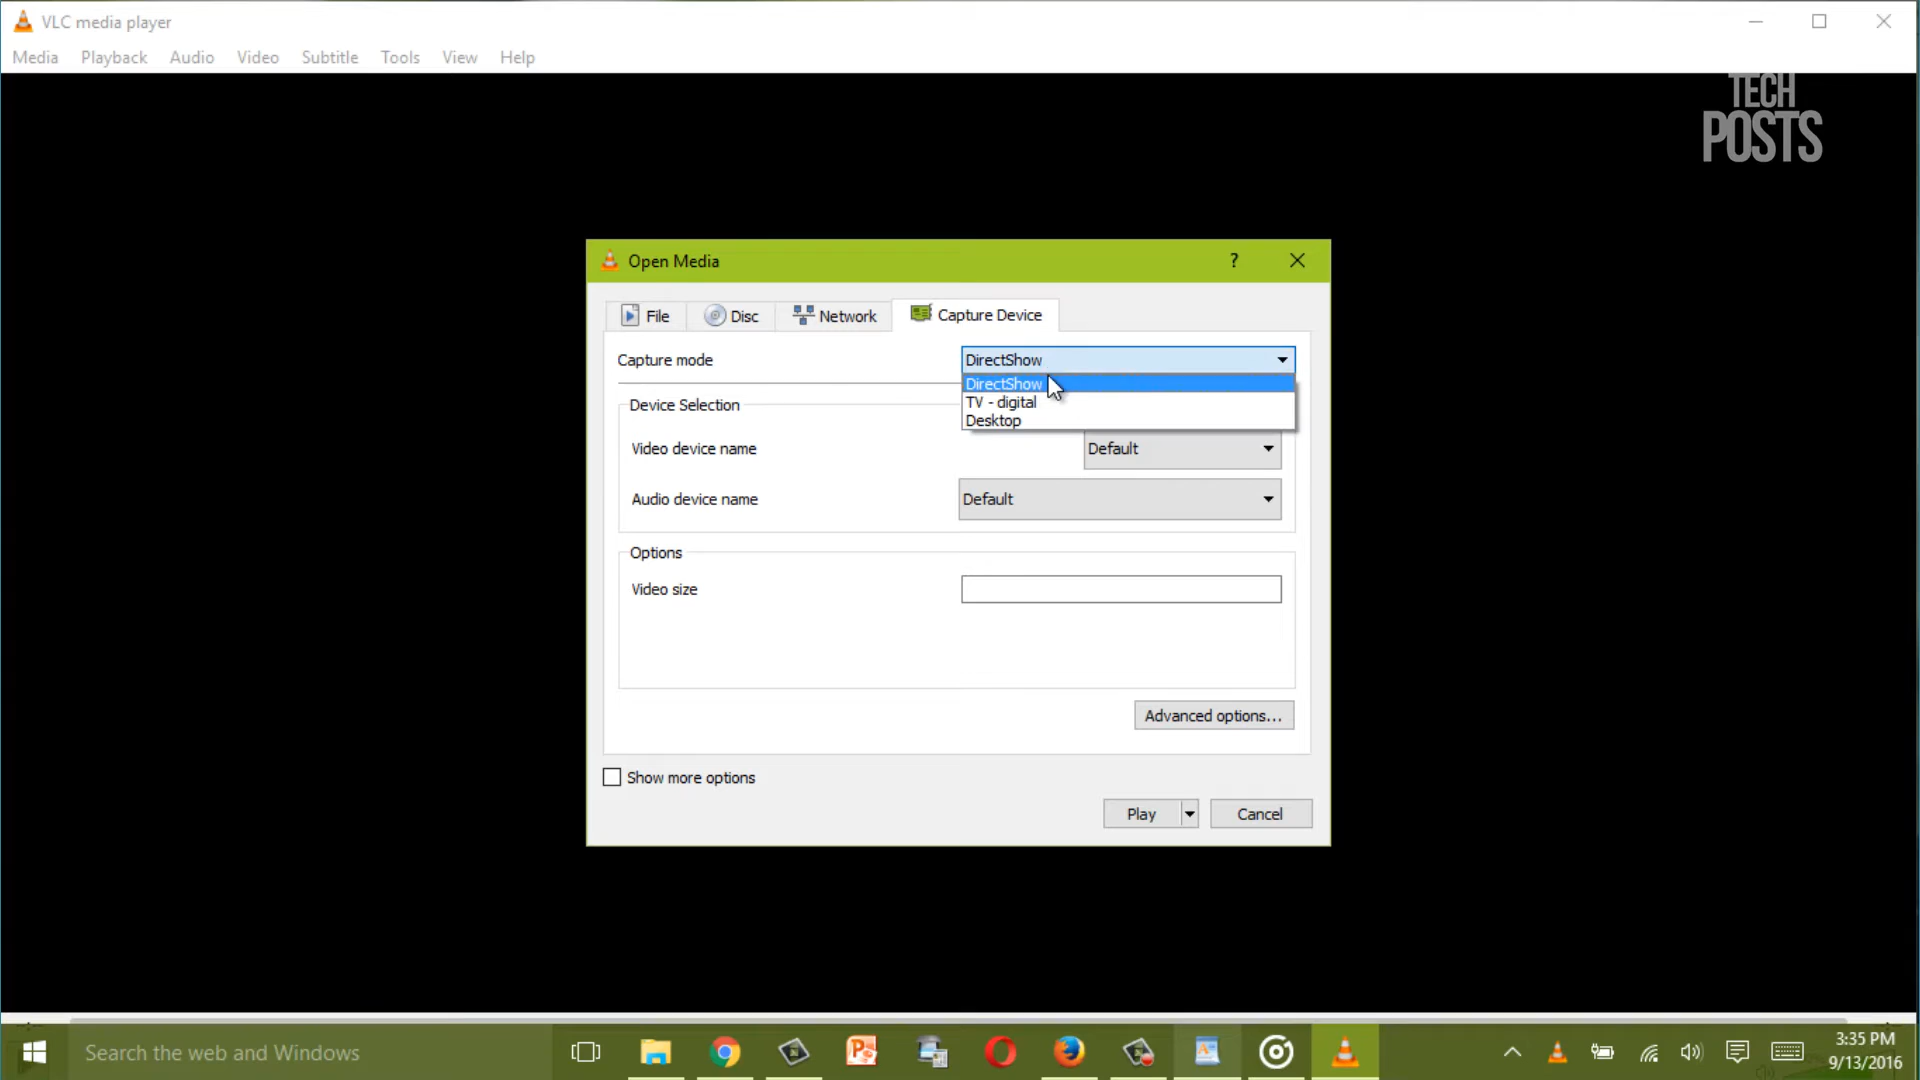 VLC media player
Media Playback Audio Video Subtitle Tools View Help
TECH
POSTS
Open Media
?
File Disc Network Capture Device
Capture mode DirectShow
DirectShow
TV - digital
Desktop
Device Selection
Video device name Default
Audio device name Default
Options
Video size
Advanced options...
Show more options
Play Cancel
Search the web and Windows
3:35 PM
9/13/2016